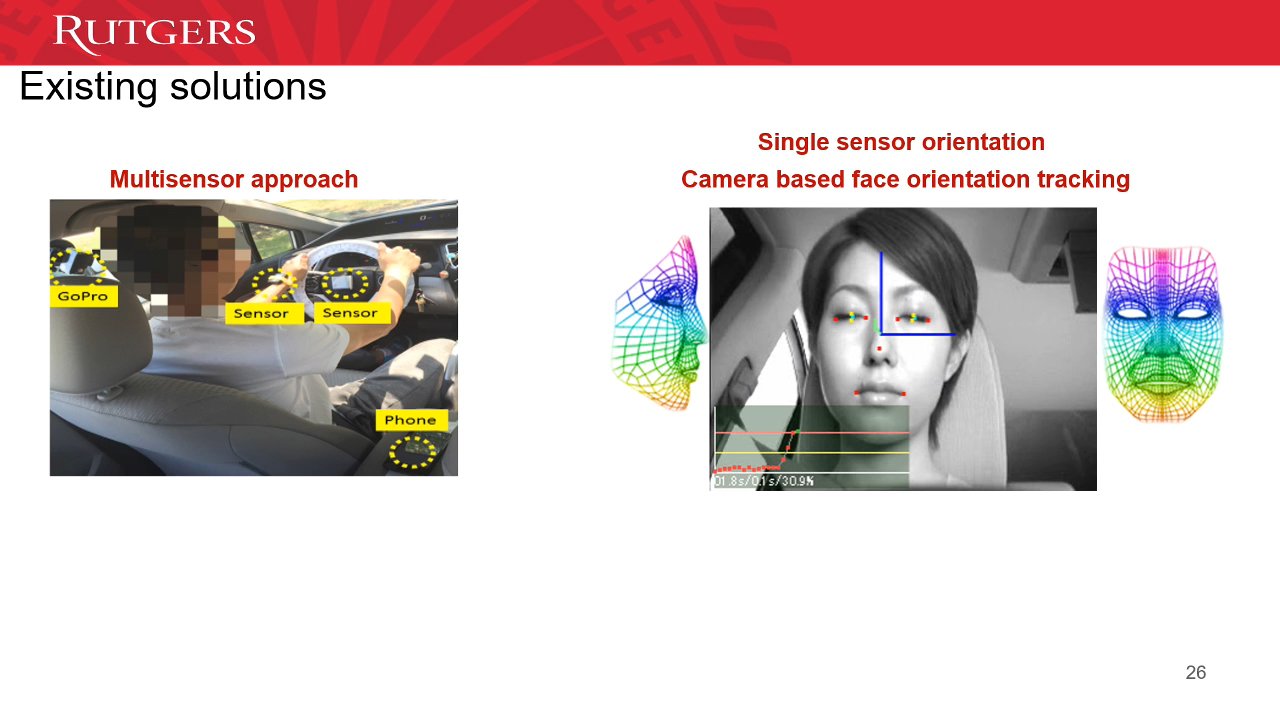 RUTGERS
Existing solutions
Multisensor approach
GoPro
Sensor
Sensor
Phone
Single sensor orientation
Camera based face orientation tracking
01.8s/0.1s/30.9%
26